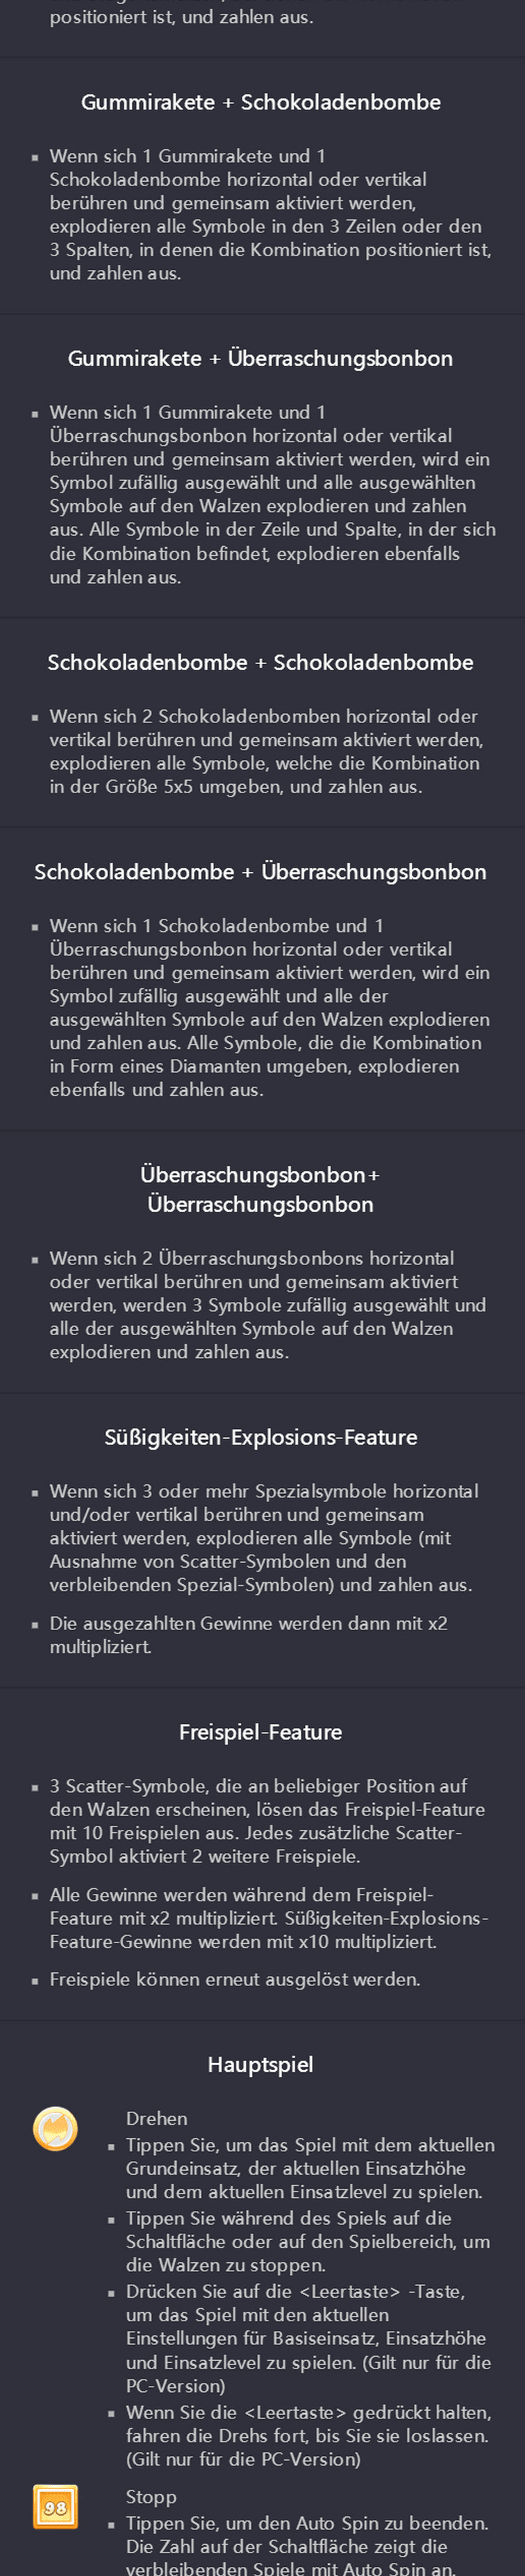 positioniert ist, und zahlen aus.
Gummirakete + Schokoladenbombe
▪ Wenn sich 1 Gummirakete und 1
Schokoladenbombe horizontal oder vertikal
berühren und gemeinsam aktiviert werden,
explodieren alle Symbole in den 3 Zeilen oder den
3 Spalten, in denen die Kombination positioniert ist,
und zahlen aus.
Gummirakete + Überraschungsbonbon
▪ Wenn sich 1 Gummirakete und 1
Überraschungsbonbon horizontal oder vertikal
berühren und gemeinsam aktiviert werden, wird ein
Symbol zufällig ausgewählt und alle ausgewählten
Symbole auf den Walzen explodieren und zahlen
aus. Alle Symbole in der Zeile und Spalte, in der sich
die Kombination befindet, explodieren ebenfalls
und zahlen aus.
Schokoladenbombe + Schokoladenbombe
▪ Wenn sich 2 Schokoladenbomben horizontal oder
vertikal berühren und gemeinsam aktiviert werden,
explodieren alle Symbole, welche die Kombination
in der Größe 5x5 umgeben, und zahlen aus.
Schokoladenbombe + Überraschungsbonbon
▪ Wenn sich 1 Schokoladenbombe und 1
Überraschungsbonbon horizontal oder vertikal
berühren und gemeinsam aktiviert werden, wird ein
Symbol zufällig ausgewählt und alle der
ausgewählten Symbole auf den Walzen explodieren
und zahlen aus. Alle Symbole, die die Kombination
in Form eines Diamanten umgeben, explodieren
ebenfalls und zahlen aus.
Überraschungsbonbon+
Überraschungsbonbon
▪ Wenn sich 2 Überraschungsbonbons horizontal
oder vertikal berühren und gemeinsam aktiviert
werden, werden 3 Symbole zufällig ausgewählt und
alle der ausgewählten Symbole auf den Walzen
explodieren und zahlen aus.
Süßigkeiten-Explosions-Feature
▪ Wenn sich 3 oder mehr Spezialsymbole horizontal
und/oder vertikal berühren und gemeinsam
aktiviert werden, explodieren alle Symbole (mit
Ausnahme von Scatter-Symbolen und den
verbleibenden Spezial-Symbolen) und zahlen aus.
▪ Die ausgezahlten Gewinne werden dann mit x2
multipliziert.
Freispiel-Feature
▪ 3 Scatter-Symbole, die an beliebiger Position auf
den Walzen erscheinen, lösen das Freispiel-Feature
mit 10 Freispielen aus. Jedes zusätzliche Scatter-
Symbol aktiviert 2 weitere Freispiele.
▪ Alle Gewinne werden während dem Freispiel-
Feature mit x2 multipliziert. Süßigkeiten-Explosions-
Feature-Gewinne werden mit x10 multipliziert.
▪ Freispiele können erneut ausgelöst werden.
Hauptspiel
Drehen
▪ Tippen Sie, um das Spiel mit dem aktuellen
Grundeinsatz, der aktuellen Einsatzhöhe
und dem aktuellen Einsatzlevel zu spielen.
▪ Tippen Sie während des Spiels auf die
Schaltfläche oder auf den Spielbereich, um
die Walzen zu stoppen.
▪ Drücken Sie auf die <Leertaste> -Taste,
um das Spiel mit den aktuellen
Einstellungen für Basiseinsatz, Einsatzhöhe
und Einsatzlevel zu spielen. (Gilt nur für die
PC-Version)
▪ Wenn Sie die <Leertaste> gedrückt halten,
fahren die Drehs fort, bis Sie sie loslassen.
(Gilt nur für die PC-Version)
98
Stopp
▪ Tippen Sie, um den Auto Spin zu beenden.
Die Zahl auf der Schaltfläche zeigt die
verbleibenden Spiele mit Auto Spin an.